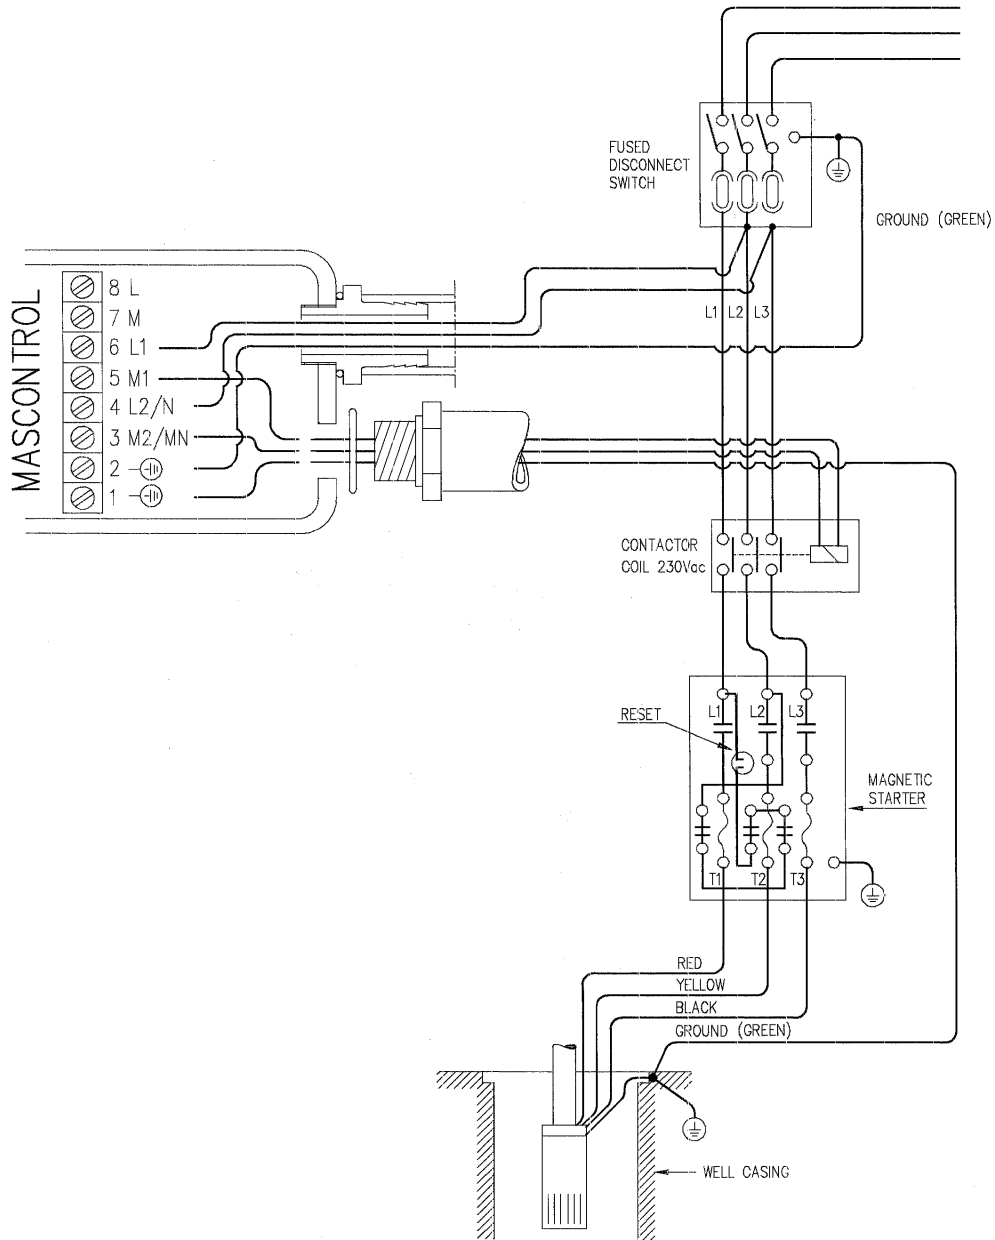 FUSED
DISCONNECT
SWITCH
GROUND (GREEN)
MASCONTROL
8 L
7 M
6 L1
5 M1
4 L2/N
3 M2/MN
2
1
L1 L2 L3
CONTACTOR
COIL 230Vac
RESET
L1 L2 L3
MAGNETIC
STARTER
T1 T2 T3
RED
YELLOW
BLACK
GROUND (GREEN)
WELL CASING